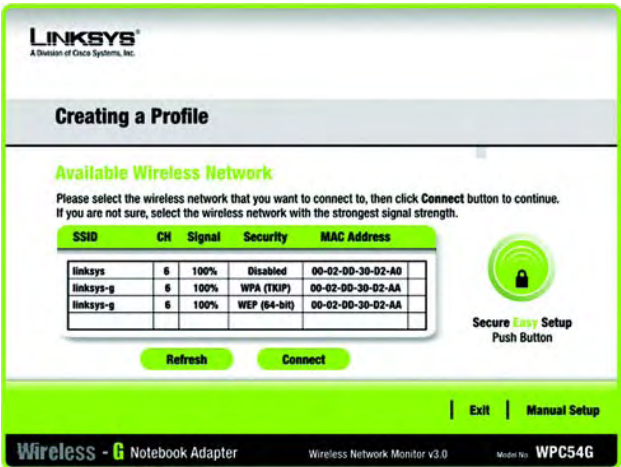 LINKSYS®
A Division of Cisco Systems, Inc.
Creating a Profile
Available Wireless Network
Please select the wireless network that you want to connect to, then click Connect button to continue.
If you are not sure, select the wireless network with the strongest signal strength.
SSID CH Signal Security MAC Address
linksys 6 100% Disabled 00-02-DD-30-D2-A0
linksys-g 6 100% WPA (TKIP) 00-02-DD-30-D2-AA
linksys-g 6 100% WEP (64-bit) 00-02-DD-30-D2-AA
Secure Easy Setup
Push Button
Refresh Connect
Exit Manual Setup
Wireless - G Notebook Adapter Wireless Network Monitor v3.0 Model No. WPC54G